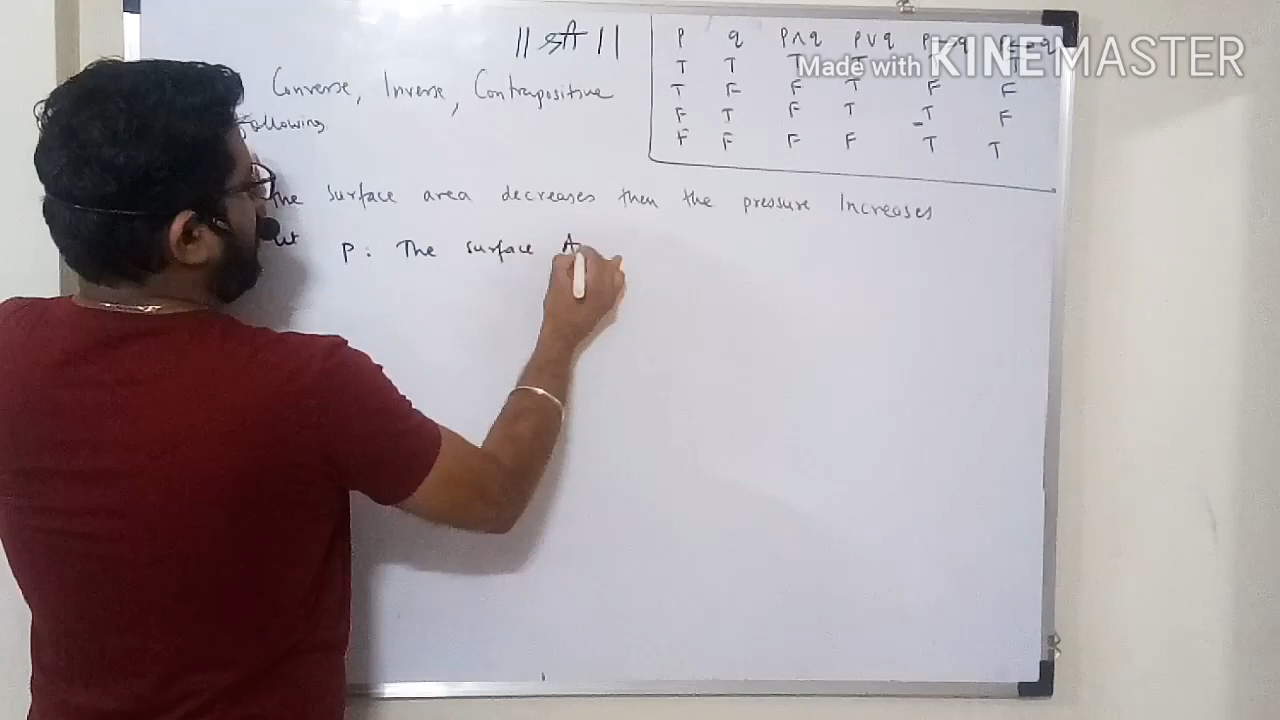 || श्री ||
Converse, Inverse, Contrapositive
following
The surface area decreases then the pressure Increases
P : The surface A
P q P∧q P∨q
T T T
T F F T F F
F T F T T F
F F F F T T
Made with KINEMASTER